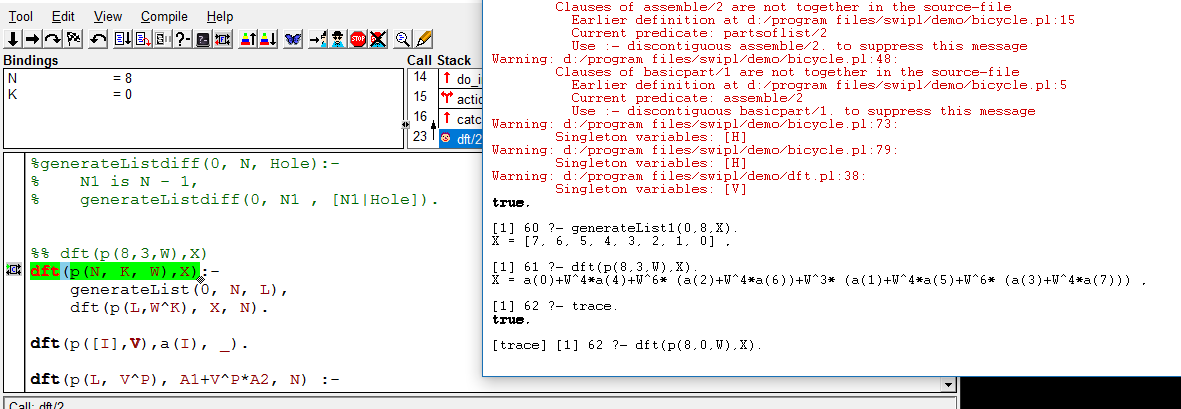 Tool Edit View Compile Help
Bindings
N = 8
K = 0
Call Stack
14 do_i
15 actic
16 catc
23 dft/2
%generateListdiff(0, N, Hole):-
% N1 is N - 1,
% generateListdiff(0, N1 , [N1|Hole]).
%% dft(p(8,3,W),X)
dft(p(N, K, W),X):-
generateList(0, N, L),
dft(p(L,W^K), X, N).
dft(p([I],V),a(I), _).
dft(p(L, V^P), A1+V^P*A2, N) :-
Call: dft/2
Clauses of assemble/2 are not together in the source-file
Earlier definition at d:/program files/swipl/demo/bicycle.pl:15
Current predicate: partsoflist/2
Use :- discontiguous assemble/2. to suppress this message
Warning: d:/program files/swipl/demo/bicycle.pl:48:
Clauses of basicpart/1 are not together in the source-file
Earlier definition at d:/program files/swipl/demo/bicycle.pl:5
Current predicate: assemble/2
Use :- discontiguous basicpart/1. to suppress this message
Warning: d:/program files/swipl/demo/bicycle.pl:73:
Singleton variables: [H]
Warning: d:/program files/swipl/demo/bicycle.pl:79:
Singleton variables: [H]
Warning: d:/program files/swipl/demo/dft.pl:38:
Singleton variables: [V]
true.
[1] 60 ?- generateList1(0,8,X).
X = [7, 6, 5, 4, 3, 2, 1, 0] .
[1] 61 ?- dft(p(8,3,W),X).
X = a(0)+W^4*a(4)+W^6* (a(2)+W^4*a(6))+W^3* (a(1)+W^4*a(5)+W^6* (a(3)+W^4*a(7))) .
[1] 62 ?- trace.
true.
[trace] [1] 62 ?- dft(p(8,0,W),X).